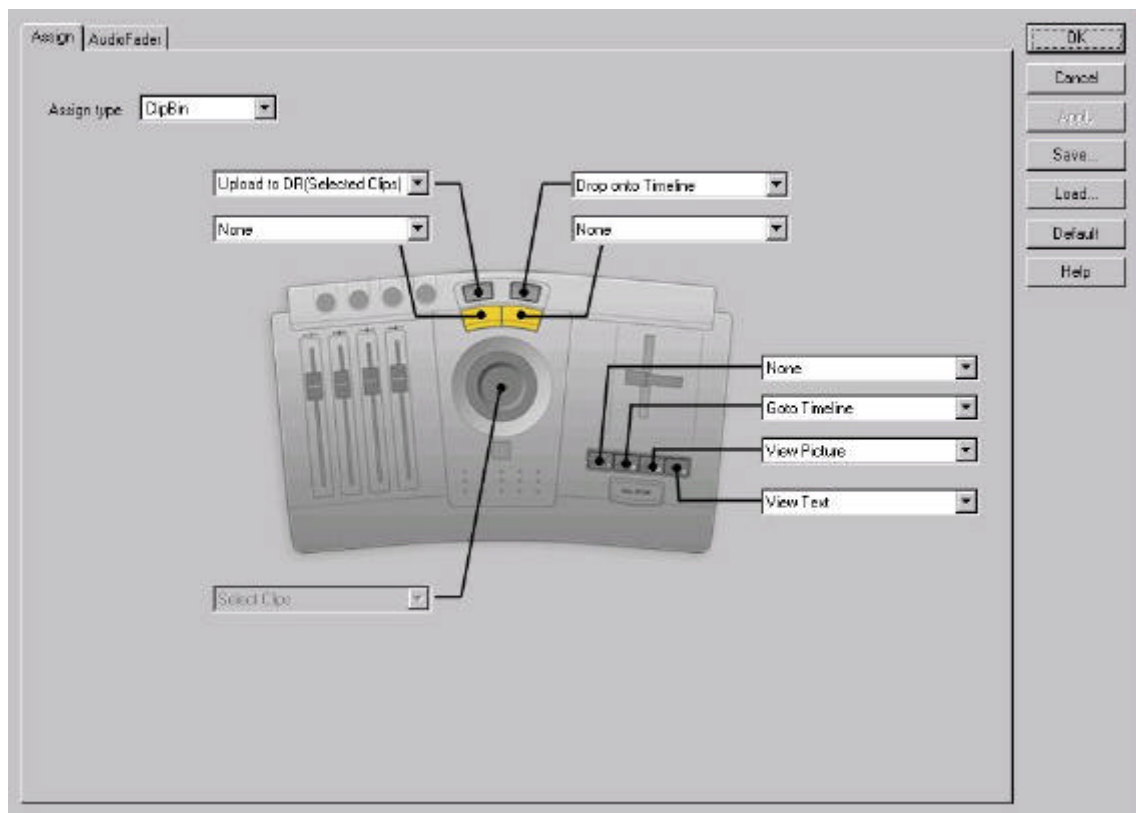 Assign AudioFader
OK
Cancel
Apply
Save...
Load...
Default
Help
Assign type ClipBin
Upload to DR(Selected Clips)
Drop onto Timeline
None
None
None
Goto Timeline
View Picture
View Text
Select Clips